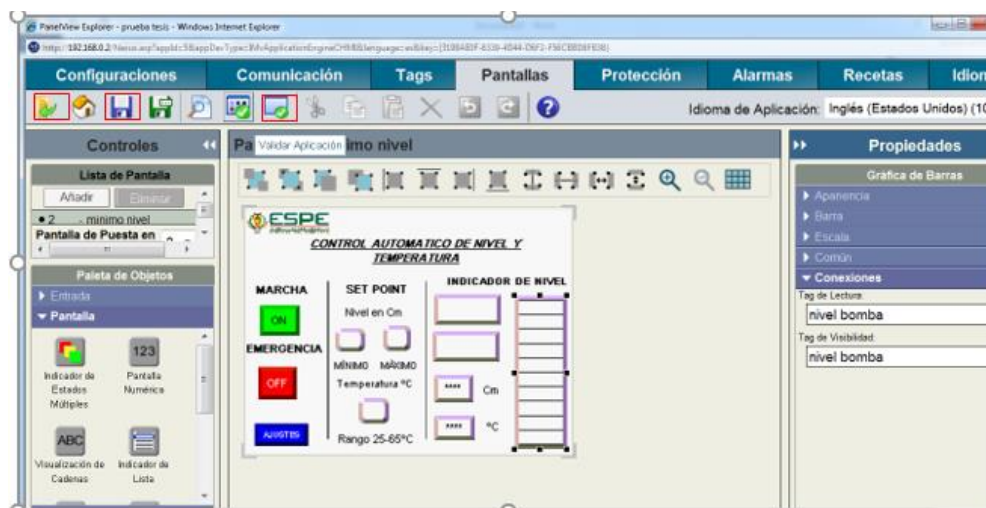 PanelView Explorer - prueba tesis - Windows Internet Explorer
Configuraciones Comunicación Tags Pantallas Protección Alarmas Recetas Idion
Idioma de Aplicación: Inglés (Estados Unidos) (10
Controles
Pa Validar Aplicación imo nivel
Propiedades
Lista de Pantalla
Añadir Eliminar
2 - minimo nivel
Pantalla de Puesta en
Paleta de Objetos
Entrada
Pantalla
123
Indicador de Estados Múltiples
Pantalla Numérica
ABC
Visualización de Cadenas
Indicador de Lista
ESPE
CONTROL AUTOMATICO DE NIVEL Y
TEMPERATURA
MARCHA
SET POINT
INDICADOR DE NIVEL
ON
Nivel en Cm
EMERGENCIA
MÍNIMO MÁXIMO
OFF
Temperatura ºC
**** Cm
**** ºC
AJUSTES
Rango 25-65ºC
Gráfica de Barras
Apariencia
Barra
Escala
Común
Conexiones
Tag de Lectura:
nivel bomba
Tag de Visibilidad:
nivel bomba